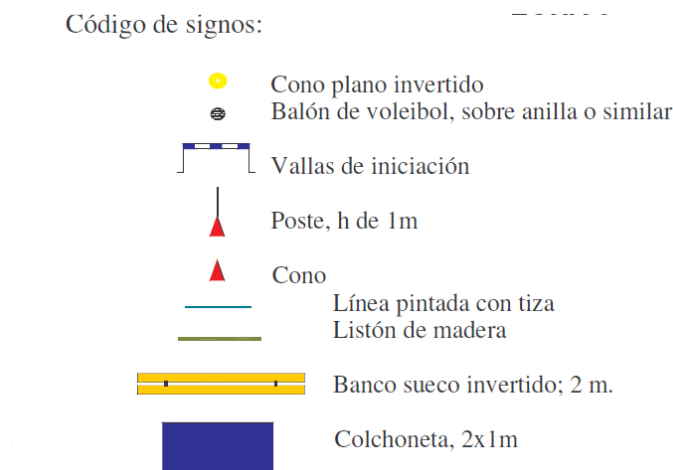 Código de signos:
Cono plano invertido
Balón de voleibol, sobre anilla o similar
Vallas de iniciación
Poste, h de 1m
Cono
Línea pintada con tiza
Listón de madera
Banco sueco invertido; 2 m.
Colchoneta, 2x1m